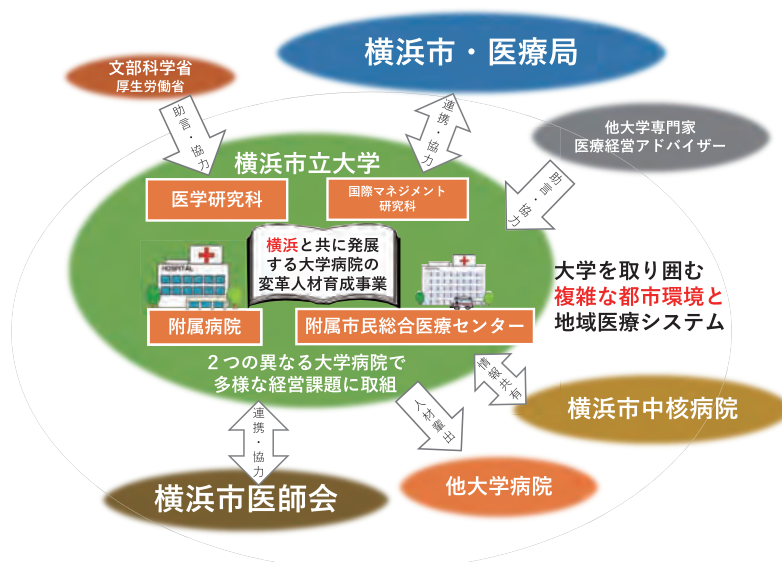 横浜市・医療局
文部科学省
厚生労働省
助言・協力
連携・協力
他大学専門家
医療経営アドバイザー
助言・協力
横浜市立大学
医学研究科
国際マネジメント
研究科
横浜と共に発展
する大学病院の
変革人材育成事業
HOSPITAL
附属病院
附属市民総合医療センター
２つの異なる大学病院で
多様な経営課題に取組
大学を取り囲む
複雑な都市環境と
地域医療システム
情報共有
人材輩出
連携・協力
横浜市中核病院
他大学病院
横浜市医師会